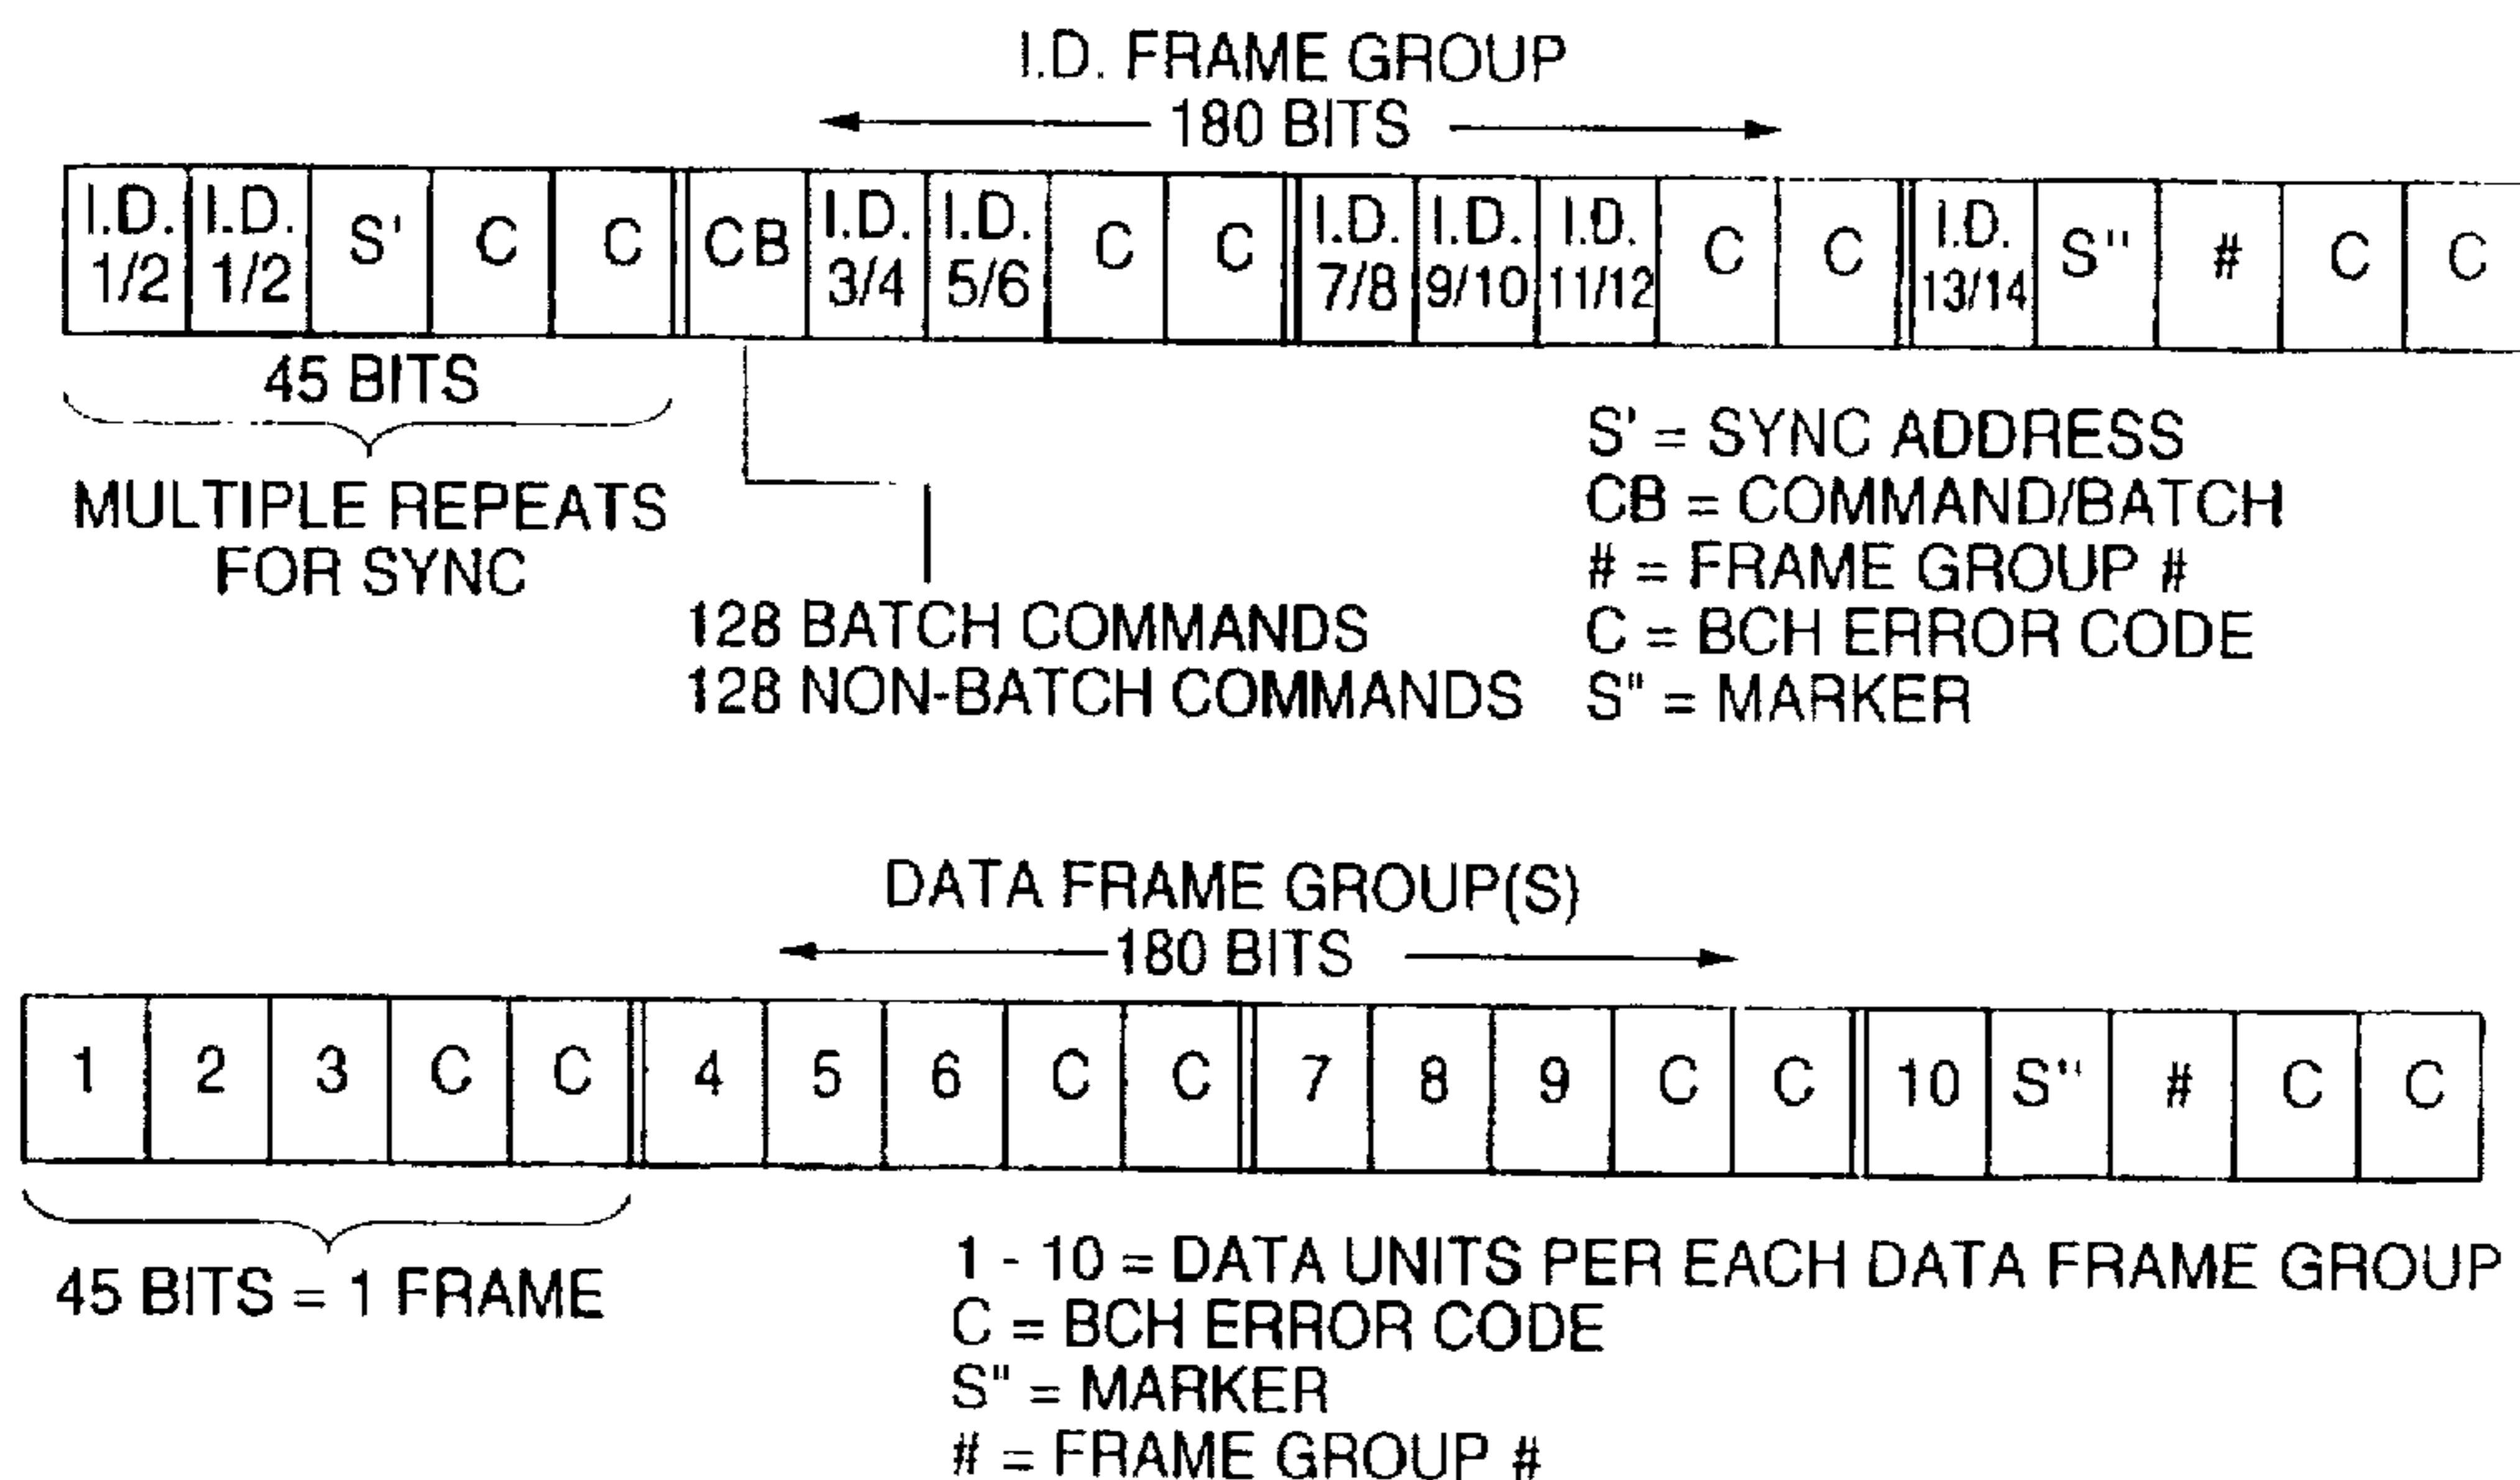 I.D. FRAME GROUP
180 BITS
I.D. 1/2 I.D. 1/2 S' C C CB I.D. 3/4 I.D. 5/6 C C I.D. 7/8 I.D. 9/10 I.D. 11/12 C C I.D. 13/14 S" # C C
45 BITS
MULTIPLE REPEATS
FOR SYNC
128 BATCH COMMANDS
128 NON-BATCH COMMANDS
S' = SYNC ADDRESS
CB = COMMAND/BATCH
# = FRAME GROUP #
C = BCH ERROR CODE
S" = MARKER
DATA FRAME GROUP(S)
180 BITS
1 2 3 C C 4 5 6 C C 7 8 9 C C 10 S" # C C
45 BITS = 1 FRAME
1 - 10 = DATA UNITS PER EACH DATA FRAME GROUP
C = BCH ERROR CODE
S" = MARKER
# = FRAME GROUP #